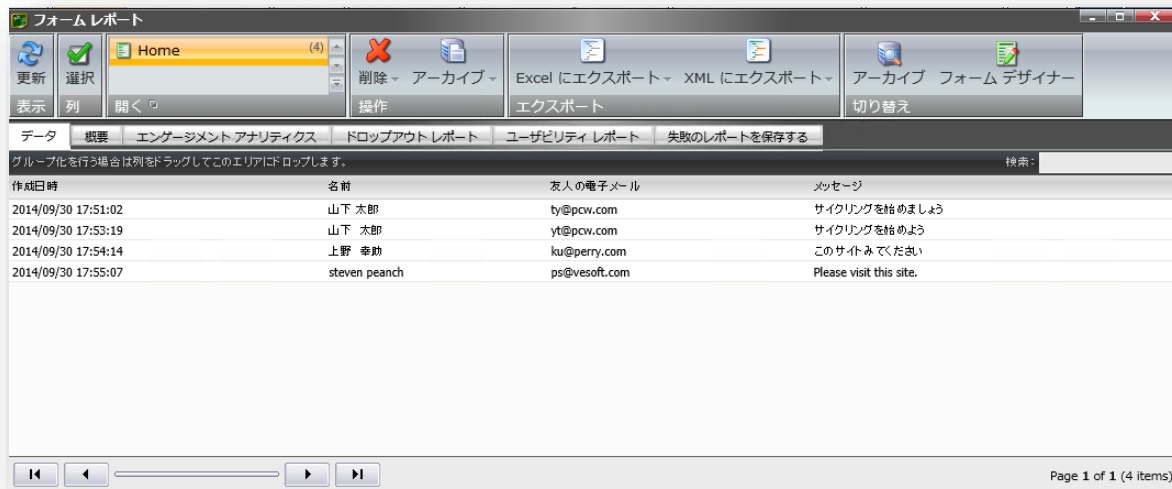 フォーム レポート
Home (4)
更新 選択 削除 アーカイブ Excel にエクスポート XML にエクスポート アーカイブ フォーム デザイナー
表示 列 開く 操作 エクスポート 切り替え
データ 概要 エンゲージメント アナリティクス ドロップアウト レポート ユーザビリティ レポート 失敗のレポートを保存する
グループ化を行う場合は列をドラッグしてこのエリアにドロップします。 検索:
作成日時 名前 友人の電子メール メッセージ
2014/09/30 17:51:02 山下 太郎 ty@pcw.com サイクリングを始めましょう
2014/09/30 17:53:19 山下 太郎 yt@pcw.com サイクリングを始めよう
2014/09/30 17:54:14 上野 幸助 ku@perry.com このサイトみてください
2014/09/30 17:55:07 steven peanch ps@vesoft.com Please visit this site.
Page 1 of 1 (4 items)